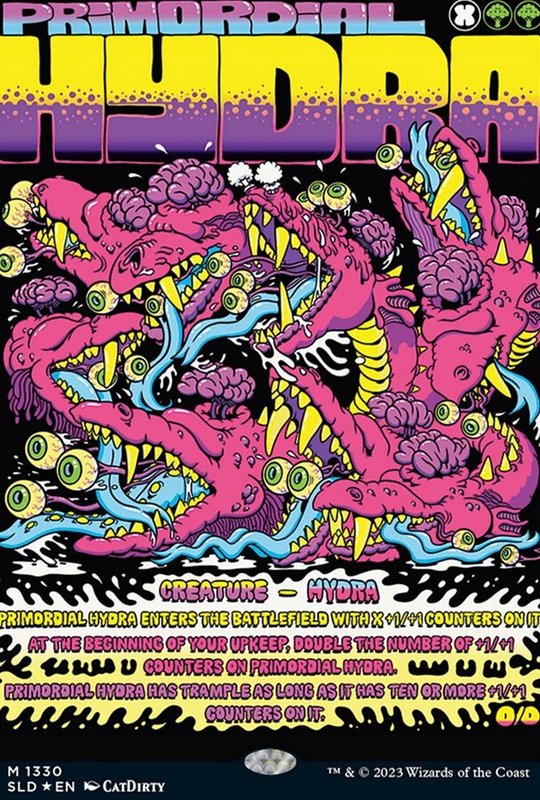 PRIMORDIAL
X
HYDRA
CREATURE – HYDRA
PRIMORDIAL HYDRA ENTERS THE BATTLEFIELD WITH X +1/+1 COUNTERS ON IT
AT THE BEGINNING OF YOUR UPKEEP, DOUBLE THE NUMBER OF +1/+1
COUNTERS ON PRIMORDIAL HYDRA.
PRIMORDIAL HYDRA HAS TRAMPLE AS LONG AS IT HAS TEN OR MORE +1/+1
COUNTERS ON IT.
0/0
M 1330
SLD ★ EN CATDIRTY
™ & © 2023 Wizards of the Coast